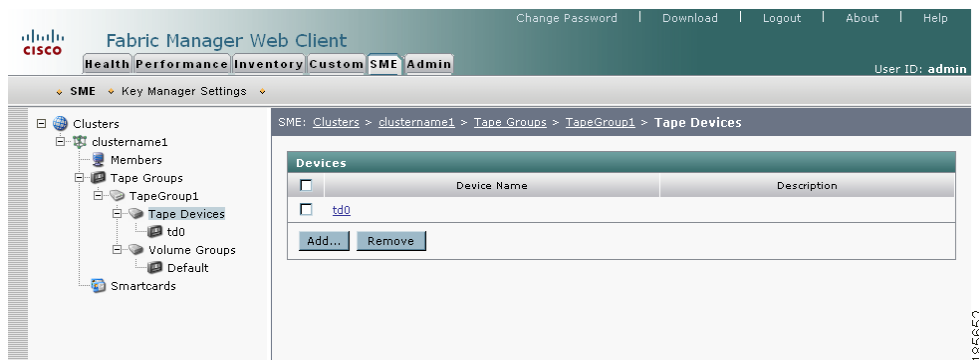 Change Password | Download | Logout | About | Help
CISCO
Fabric Manager Web Client
Health Performance Inventory Custom SME Admin
User ID: admin
SME Key Manager Settings
Clusters
clustername1
Members
Tape Groups
TapeGroup1
Tape Devices
td0
Volume Groups
Default
Smartcards
SME: Clusters > clustername1 > Tape Groups > TapeGroup1 > Tape Devices
Devices
Device Name Description
td0
Add... Remove
185652